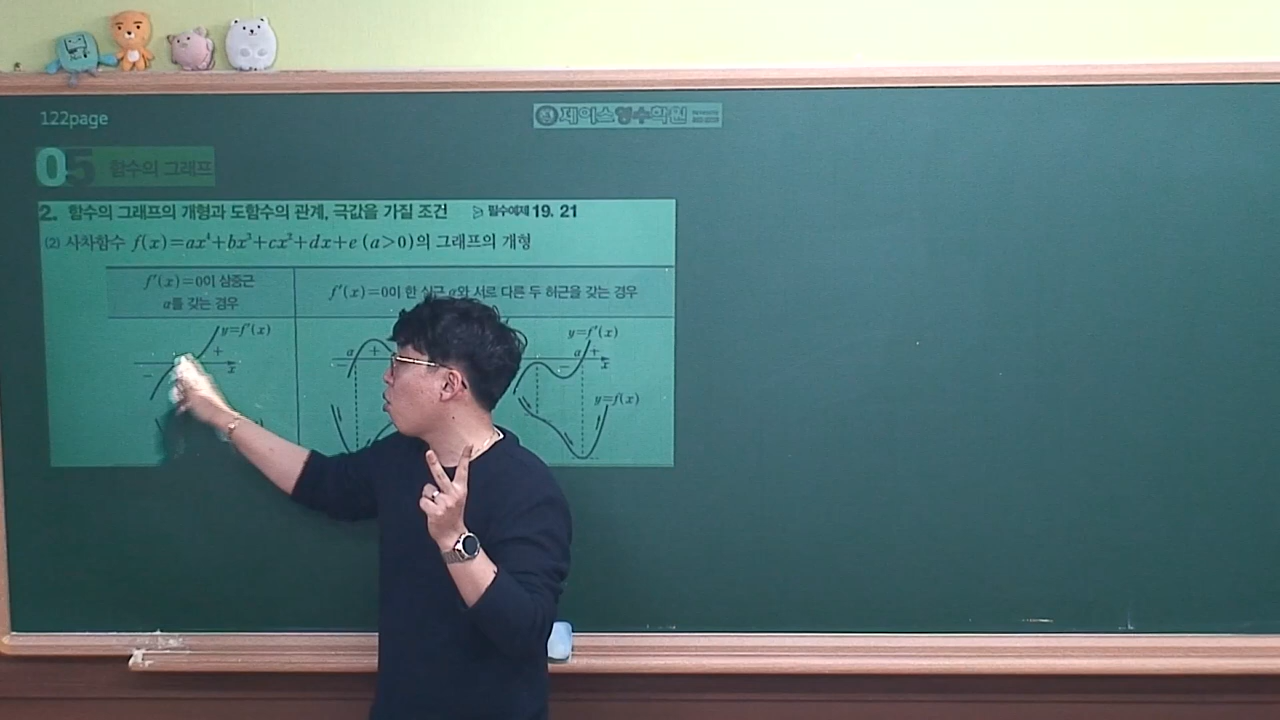 122page
제이스영수학원
05 함수의 그래프
2. 함수의 그래프의 개형과 도함수의 관계, 극값을 가질 조건 필수예제 19. 21
(2) 사차함수 f(x)=ax⁴+bx³+cx²+dx+e (a>0)의 그래프의 개형
f′(x)=0이 삼중근
α를 갖는 경우
f′(x)=0이 한 실근 α와 서로 다른 두 허근을 갖는 경우
y=f′(x)
+
x
−
α
+
−
y=f′(x)
α
+
−
x
y=f(x)